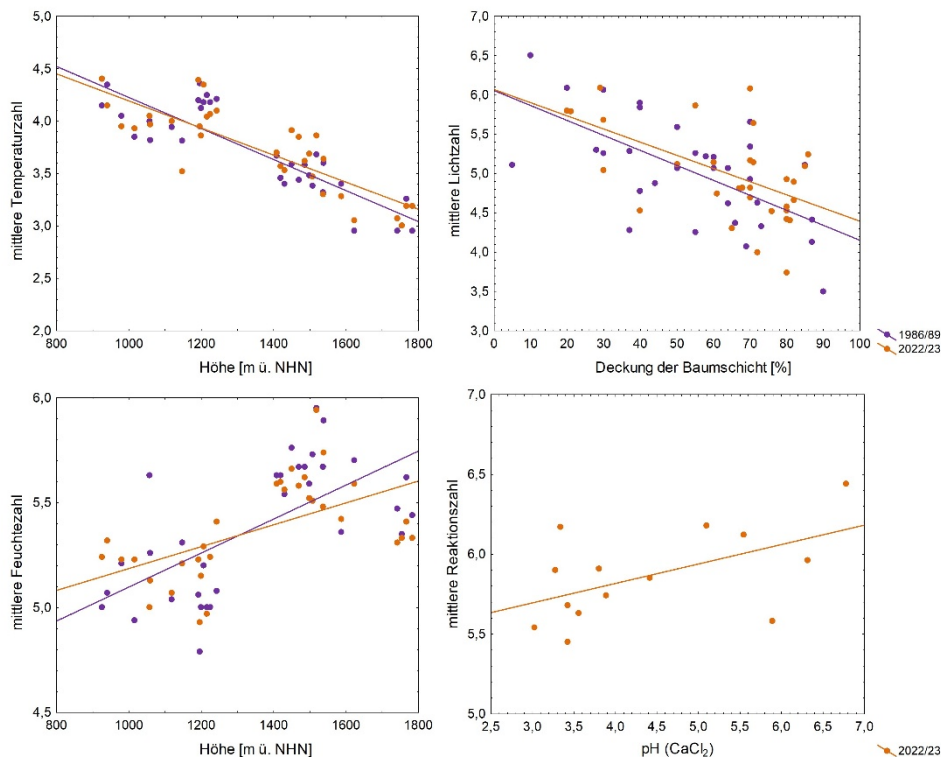 mittlere Temperaturzahl
5,0
4,5
4,0
3,5
3,0
2,5
2,0
800 1000 1200 1400 1600 1800
Höhe [m ü. NHN]
mittlere Lichtzahl
7,0
6,5
6,0
5,5
5,0
4,5
4,0
3,5
3,0
0 10 20 30 40 50 60 70 80 90 100
Deckung der Baumschicht [%]
1986/89
2022/23
mittlere Feuchtezahl
6,0
5,5
5,0
4,5
800 1000 1200 1400 1600 1800
Höhe [m ü. NHN]
mittlere Reaktionszahl
7,0
6,5
6,0
5,5
5,0
2,5 3,0 3,5 4,0 4,5 5,0 5,5 6,0 6,5 7,0
pH (CaCl₂)
2022/23